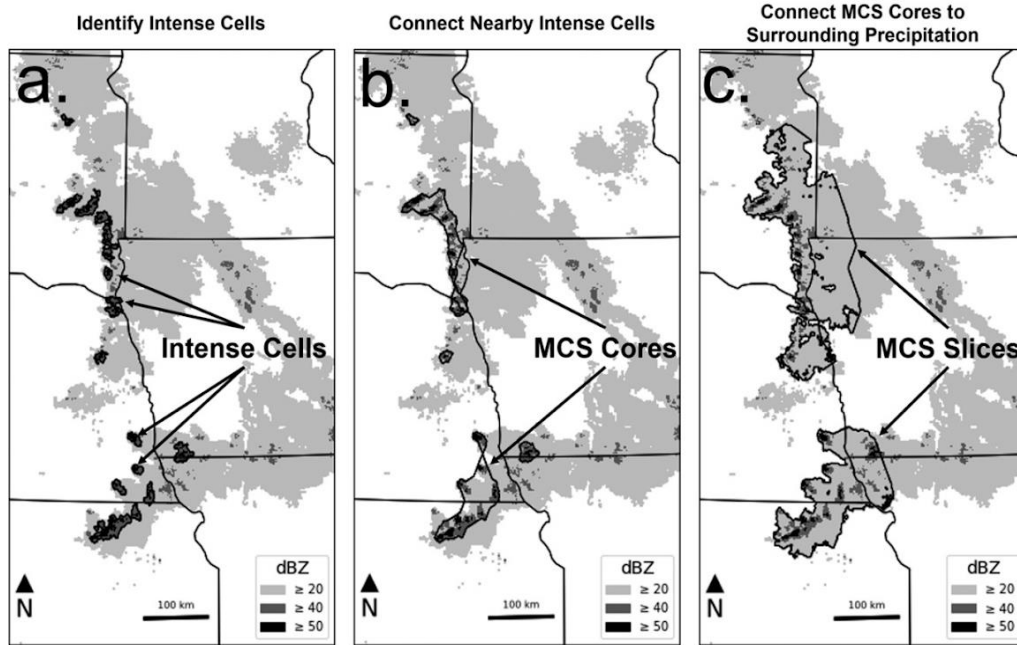 Identify Intense Cells
Connect Nearby Intense Cells
Connect MCS Cores to
Surrounding Precipitation
a.
b.
c.
Intense Cells
MCS Cores
MCS Slices
N
100 km
dBZ
≥ 20
≥ 40
≥ 50
N
100 km
dBZ
≥ 20
≥ 40
≥ 50
N
100 km
dBZ
≥ 20
≥ 40
≥ 50